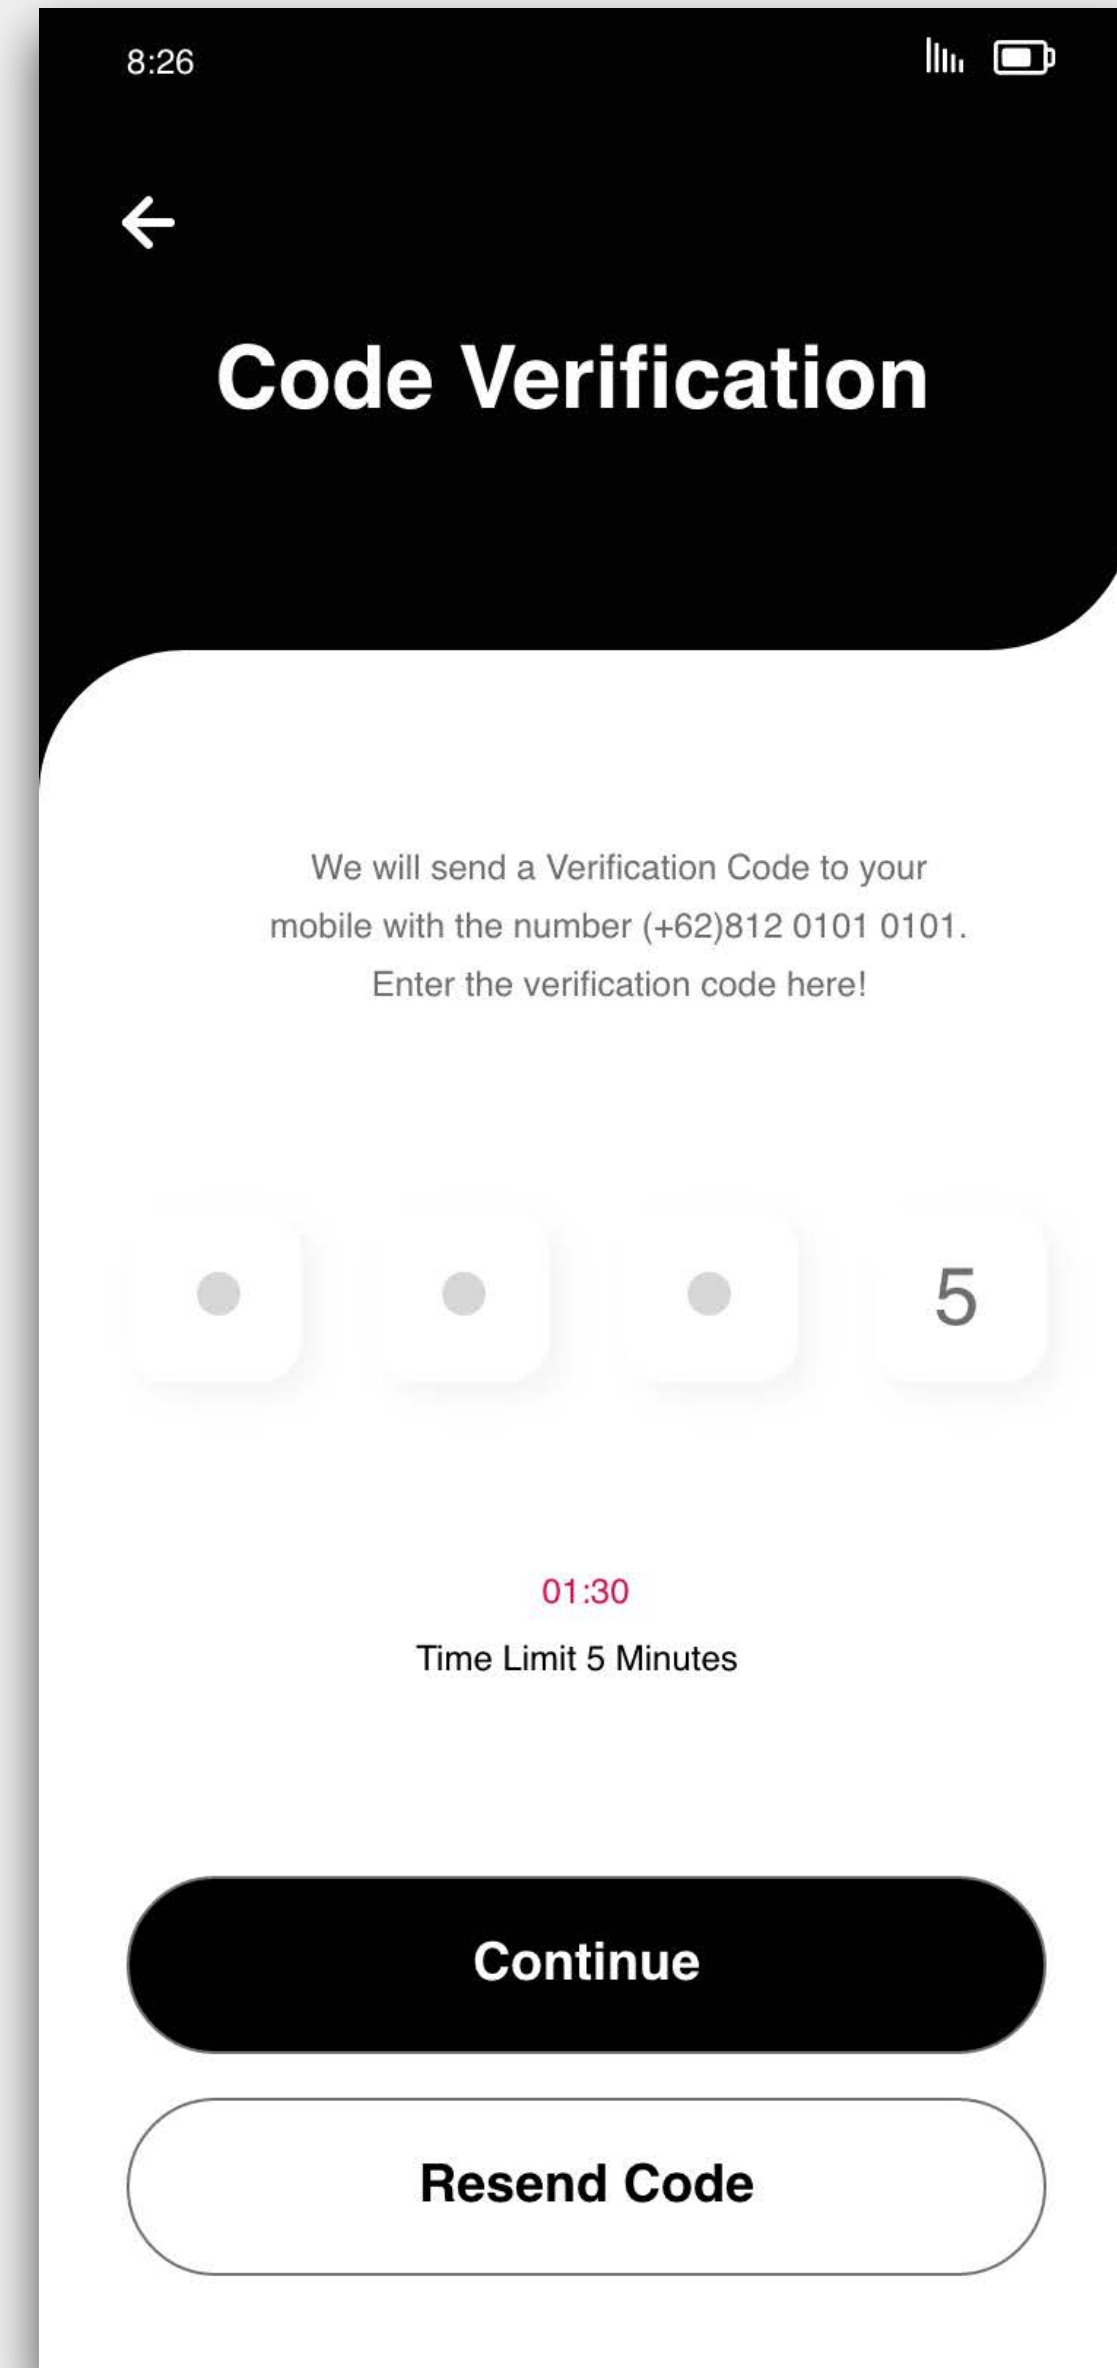 8:26
Code Verification
We will send a Verification Code to your
mobile with the number (+62)812 0101 0101.
Enter the verification code here!
5
01:30
Time Limit 5 Minutes
Continue
Resend Code